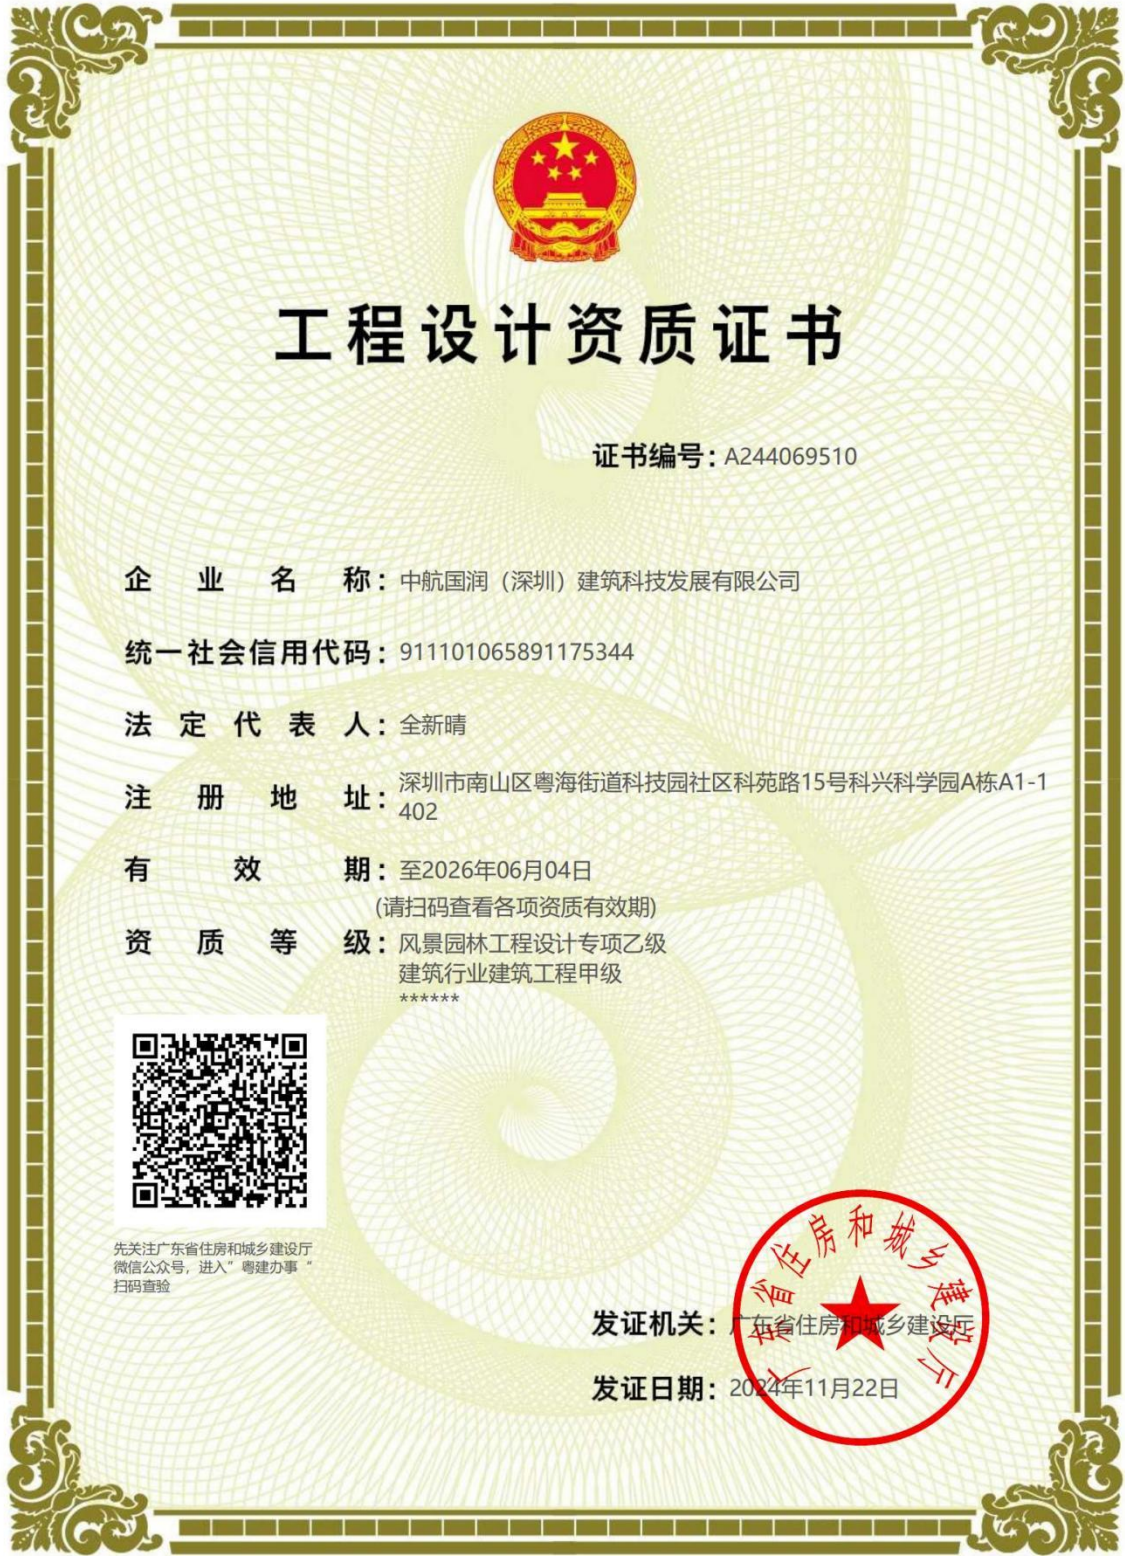 工程设计资质证书
证书编号：A244069510
企业名称：中航国润（深圳）建筑科技发展有限公司
统一社会信用代码：911101065891175344
法定代表人：全新晴
注册地址：深圳市南山区粤海街道科技园社区科苑路15号科兴科学园A栋A1-1
402
有效期：至2026年06月04日
(请扫码查看各项资质有效期)
资质等级：风景园林工程设计专项乙级
建筑行业建筑工程甲级
******
先关注广东省住房和城乡建设厅
微信公众号，进入”粤建办事“
扫码查验
广东省住房和城乡建设厅
发证机关：广东省住房和城乡建设厅
发证日期：2024年11月22日